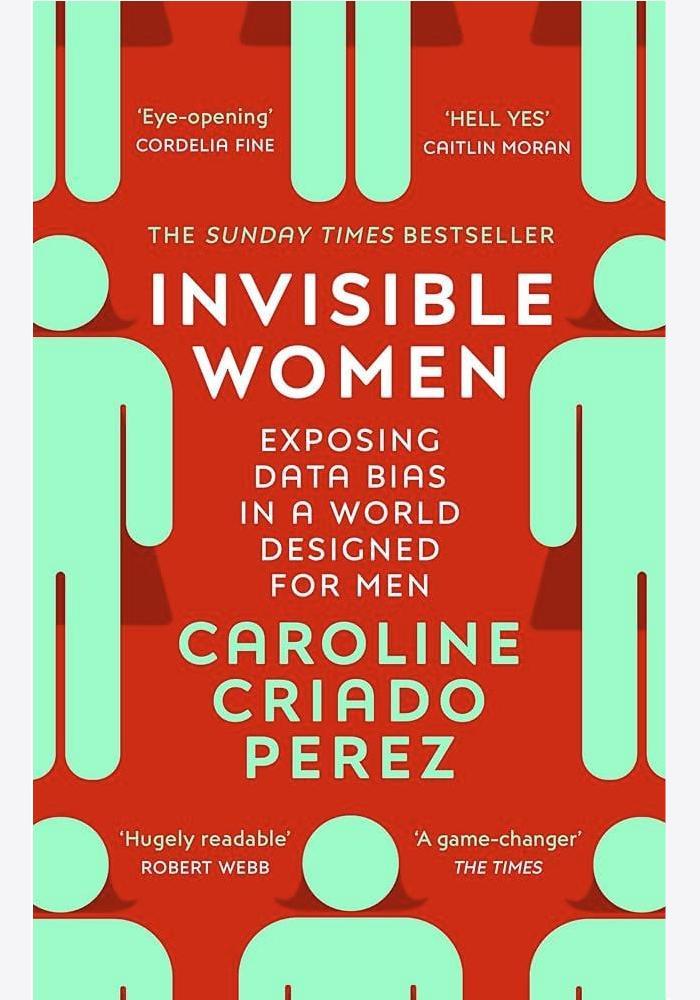 ‘Eye-opening’
CORDELIA FINE
‘HELL YES’
CAITLIN MORAN
THE SUNDAY TIMES BESTSELLER
INVISIBLE
WOMEN
EXPOSING
DATA BIAS
IN A WORLD
DESIGNED
FOR MEN
CAROLINE
CRIADO
PEREZ
‘Hugely readable’
ROBERT WEBB
‘A game-changer’
THE TIMES